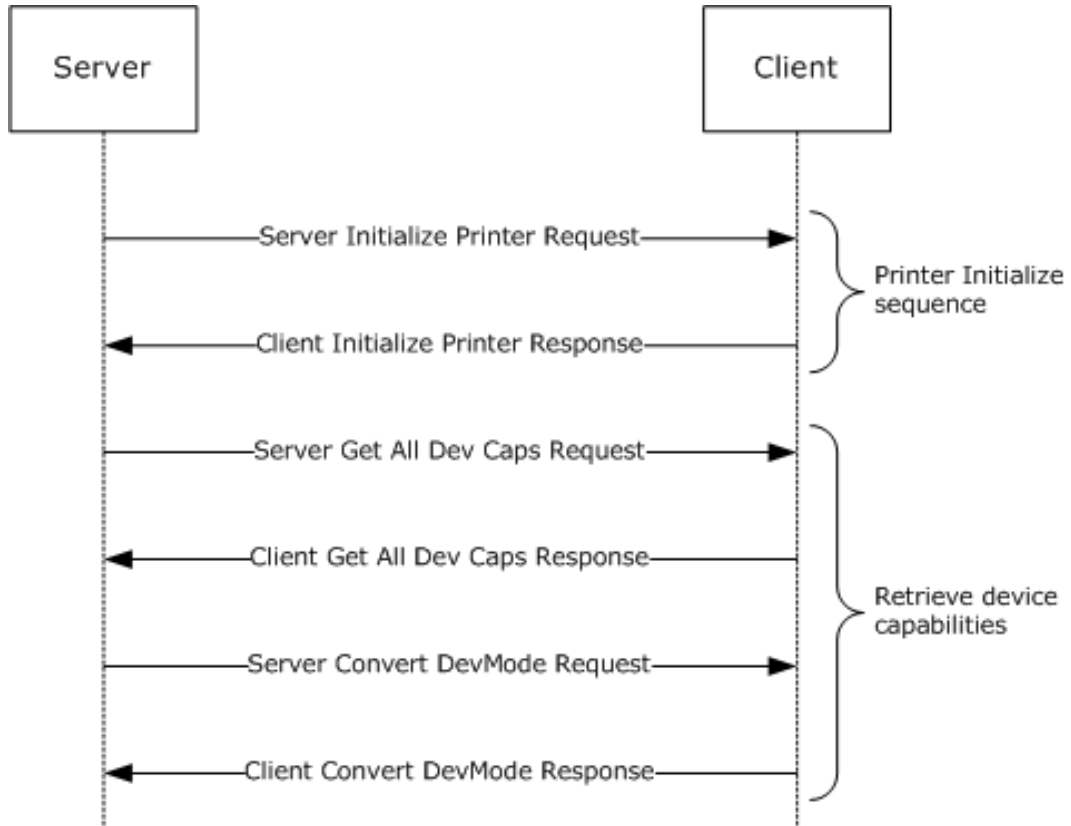 Server
Client
Server Initialize Printer Request
Printer Initialize
sequence
Client Initialize Printer Response
Server Get All Dev Caps Request
Client Get All Dev Caps Response
Retrieve device
capabilities
Server Convert DevMode Request
Client Convert DevMode Response